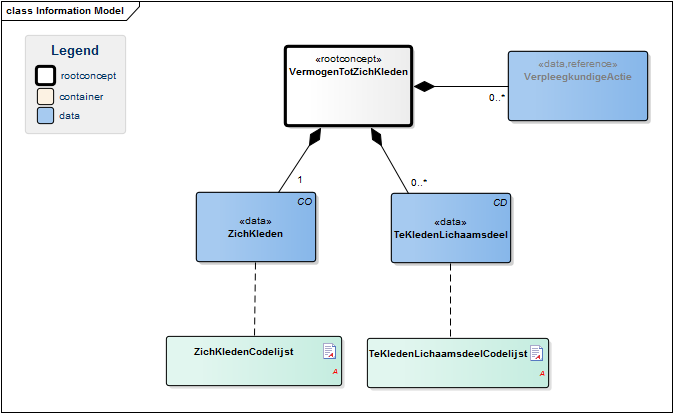 class Information Model
Legend
rootconcept
container
data
«rootconcept»
VermogenTotZichKleden
«data,reference»
VerpleegkundigeActie
0..*
1
0..*
CO
«data»
ZichKleden
CD
«data»
TeKledenLichaamsdeel
ZichKledenCodelijst
A
A
TeKledenLichaamsdeelCodelijst
A
A